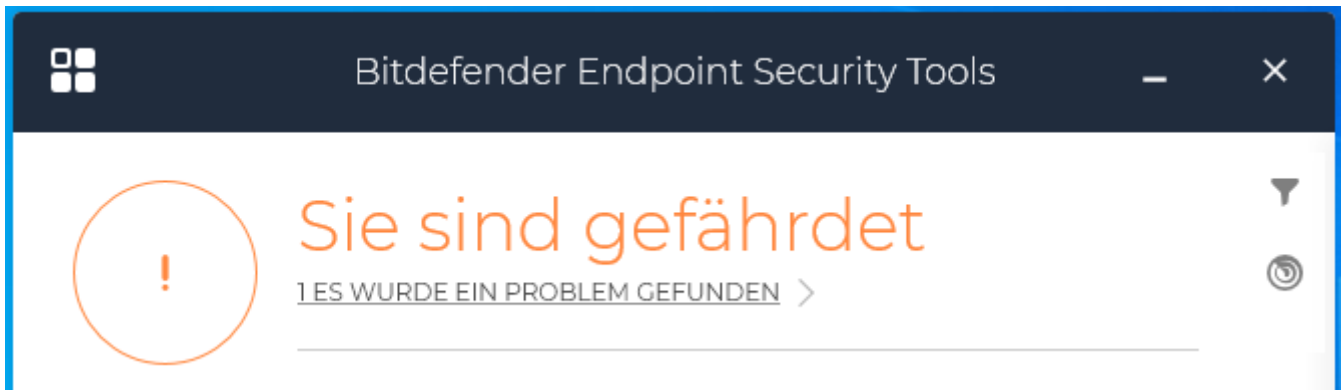 Bitdefender Endpoint Security Tools
!
Sie sind gefährdet
1 ES WURDE EIN PROBLEM GEFUNDEN